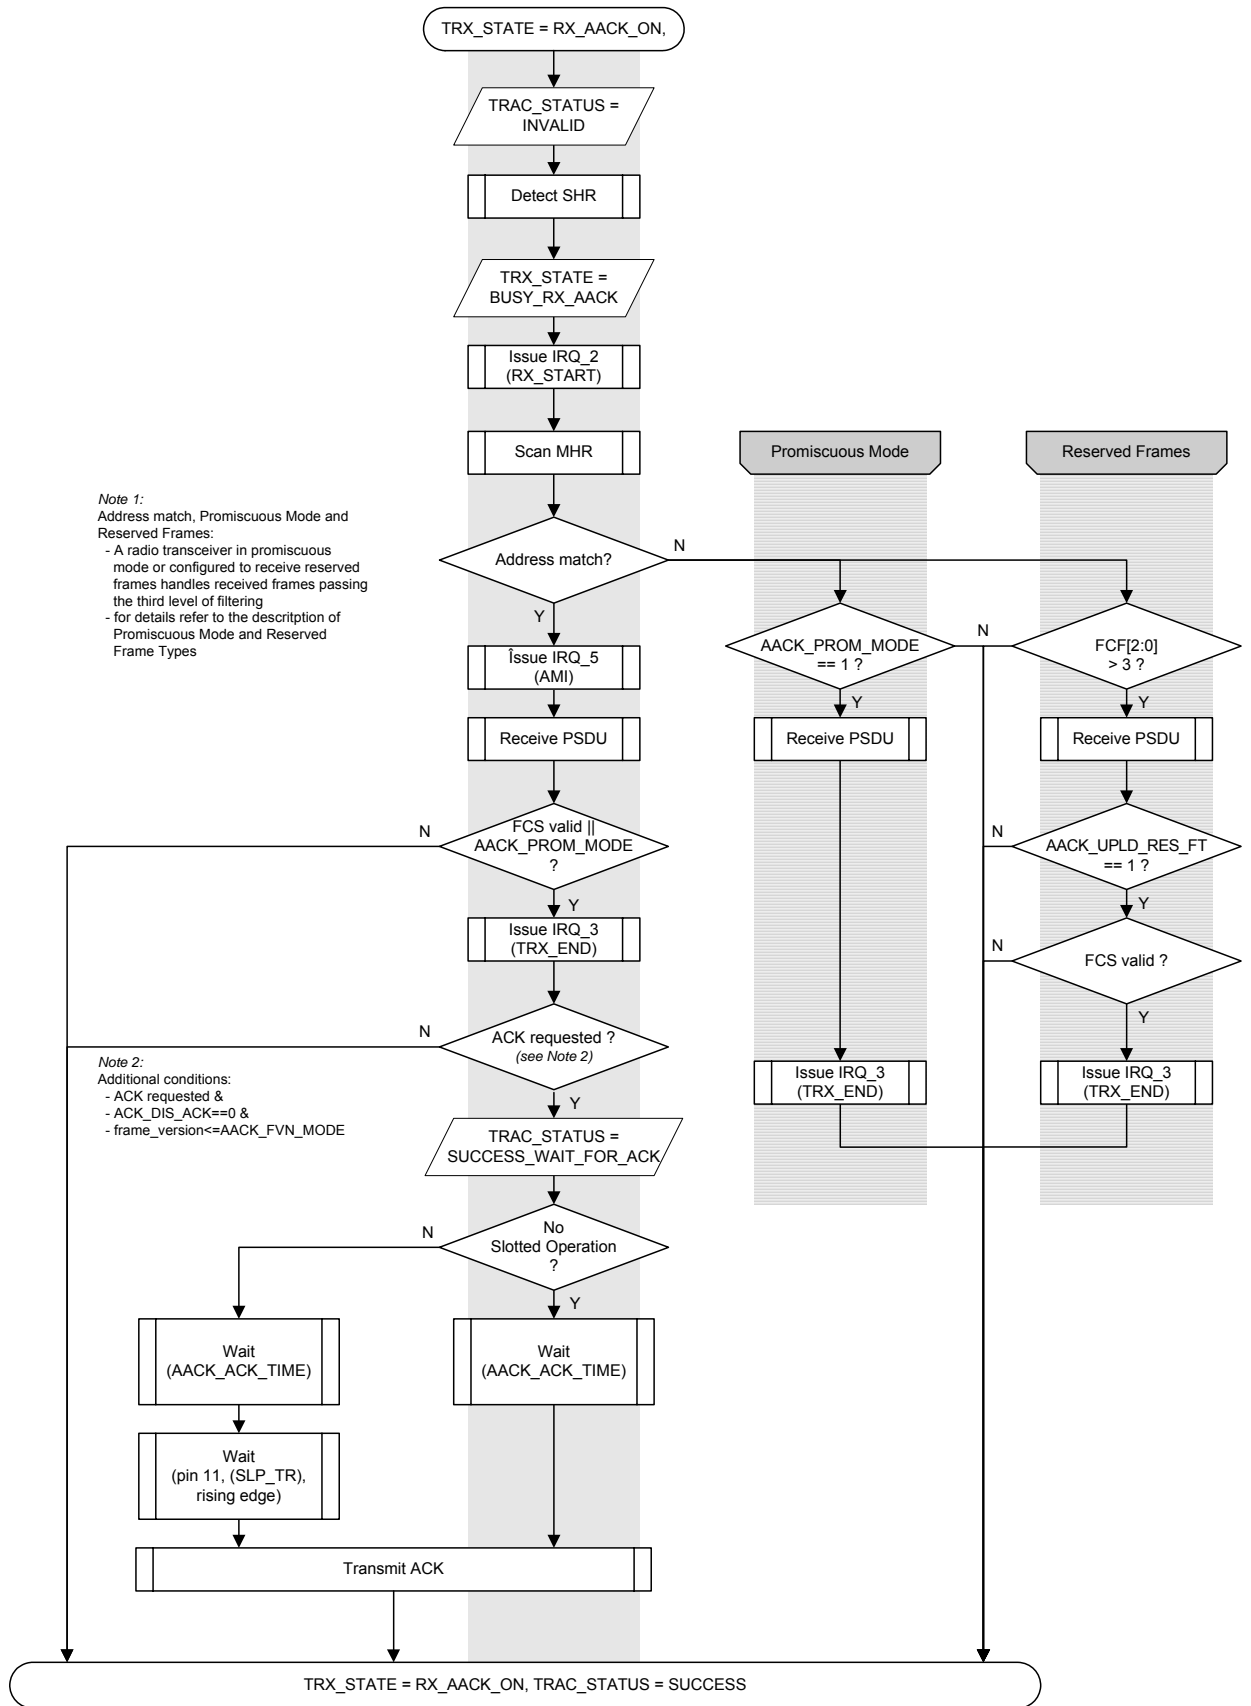 TRX_STATE = RX_AACK_ON,
TRAC_STATUS =
INVALID
Detect SHR
TRX_STATE =
BUSY_RX_AACK
Issue IRQ_2
(RX_START)
Scan MHR
Promiscuous Mode
Reserved Frames
Note 1:
Address match, Promiscuous Mode and
Reserved Frames:
- A radio transceiver in promiscuous
mode or configured to receive reserved
frames handles received frames passing
the third level of filtering
- for details refer to the descritption of
Promiscuous Mode and Reserved
Frame Types
Address match?
N
Y
AACK_PROM_MODE
== 1 ?
N
FCF[2:0]
> 3 ?
Îssue IRQ_5
(AMI)
Y
Y
Receive PSDU
Receive PSDU
Receive PSDU
N
FCS valid ||
AACK_PROM_MODE
?
N
AACK_UPLD_RES_FT
== 1 ?
Y
Y
Issue IRQ_3
(TRX_END)
N
FCS valid ?
Y
N
ACK requested ?
(see Note 2)
Issue IRQ_3
(TRX_END)
Issue IRQ_3
(TRX_END)
Note 2:
Additional conditions:
- ACK requested &
- ACK_DIS_ACK==0 &
- frame_version<=AACK_FVN_MODE
Y
TRAC_STATUS =
SUCCESS_WAIT_FOR_ACK
N
No
Slotted Operation
?
Y
Wait
(AACK_ACK_TIME)
Wait
(AACK_ACK_TIME)
Wait
(pin 11, (SLP_TR),
rising edge)
Transmit ACK
TRX_STATE = RX_AACK_ON, TRAC_STATUS = SUCCESS